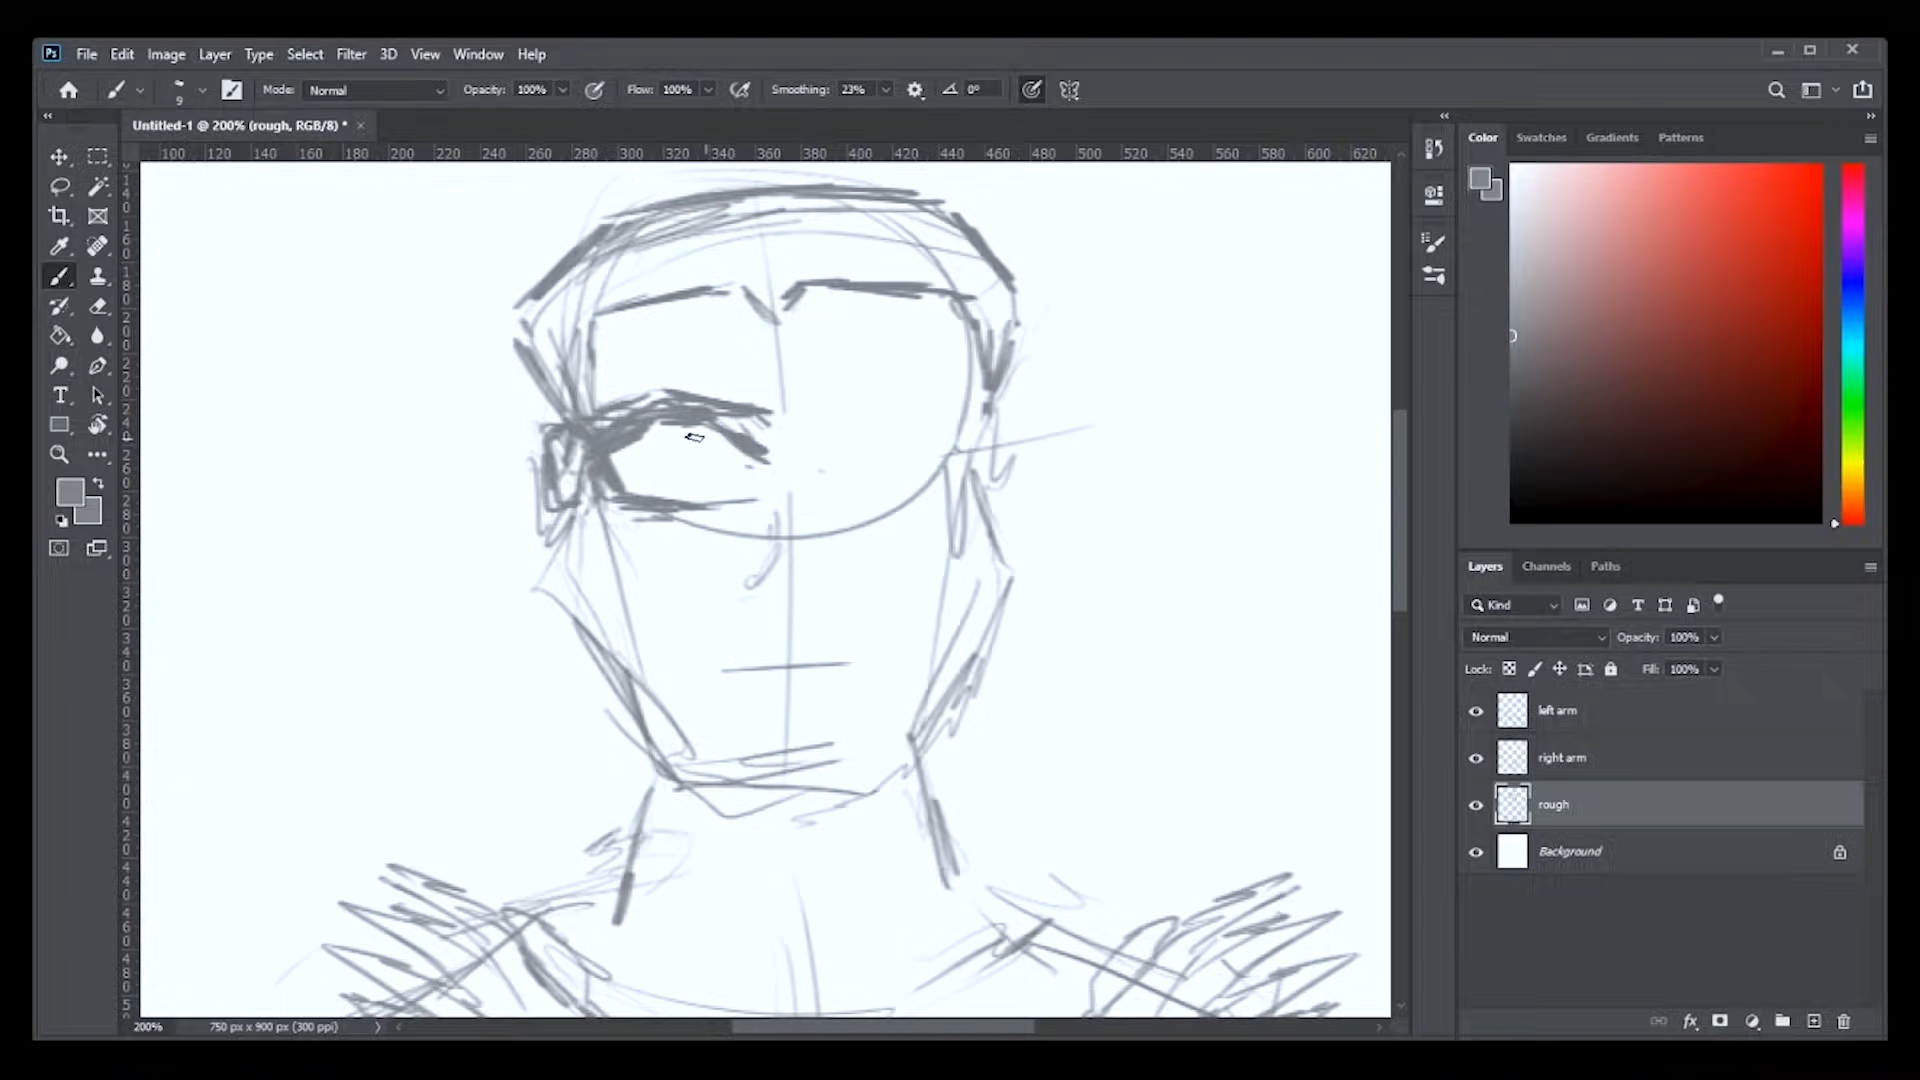 Ps File Edit Image Layer Type Select Filter 3D View Window Help
9 Mode: Normal Opacity: 100% Flow: 100% Smoothing: 23% 0°
Untitled-1 @ 200% (rough, RGB/8) *
100 120 140 160 180 200 220 240 260 280 300 320 340 360 380 400 420 440 460 480 500 520 540 560 580 600 620
Color Swatches Gradients Patterns
Layers Channels Paths
Kind
Normal Opacity: 100%
Lock: Fill: 100%
left arm
right arm
rough
Background
200% 750 px x 900 px (300 ppi)